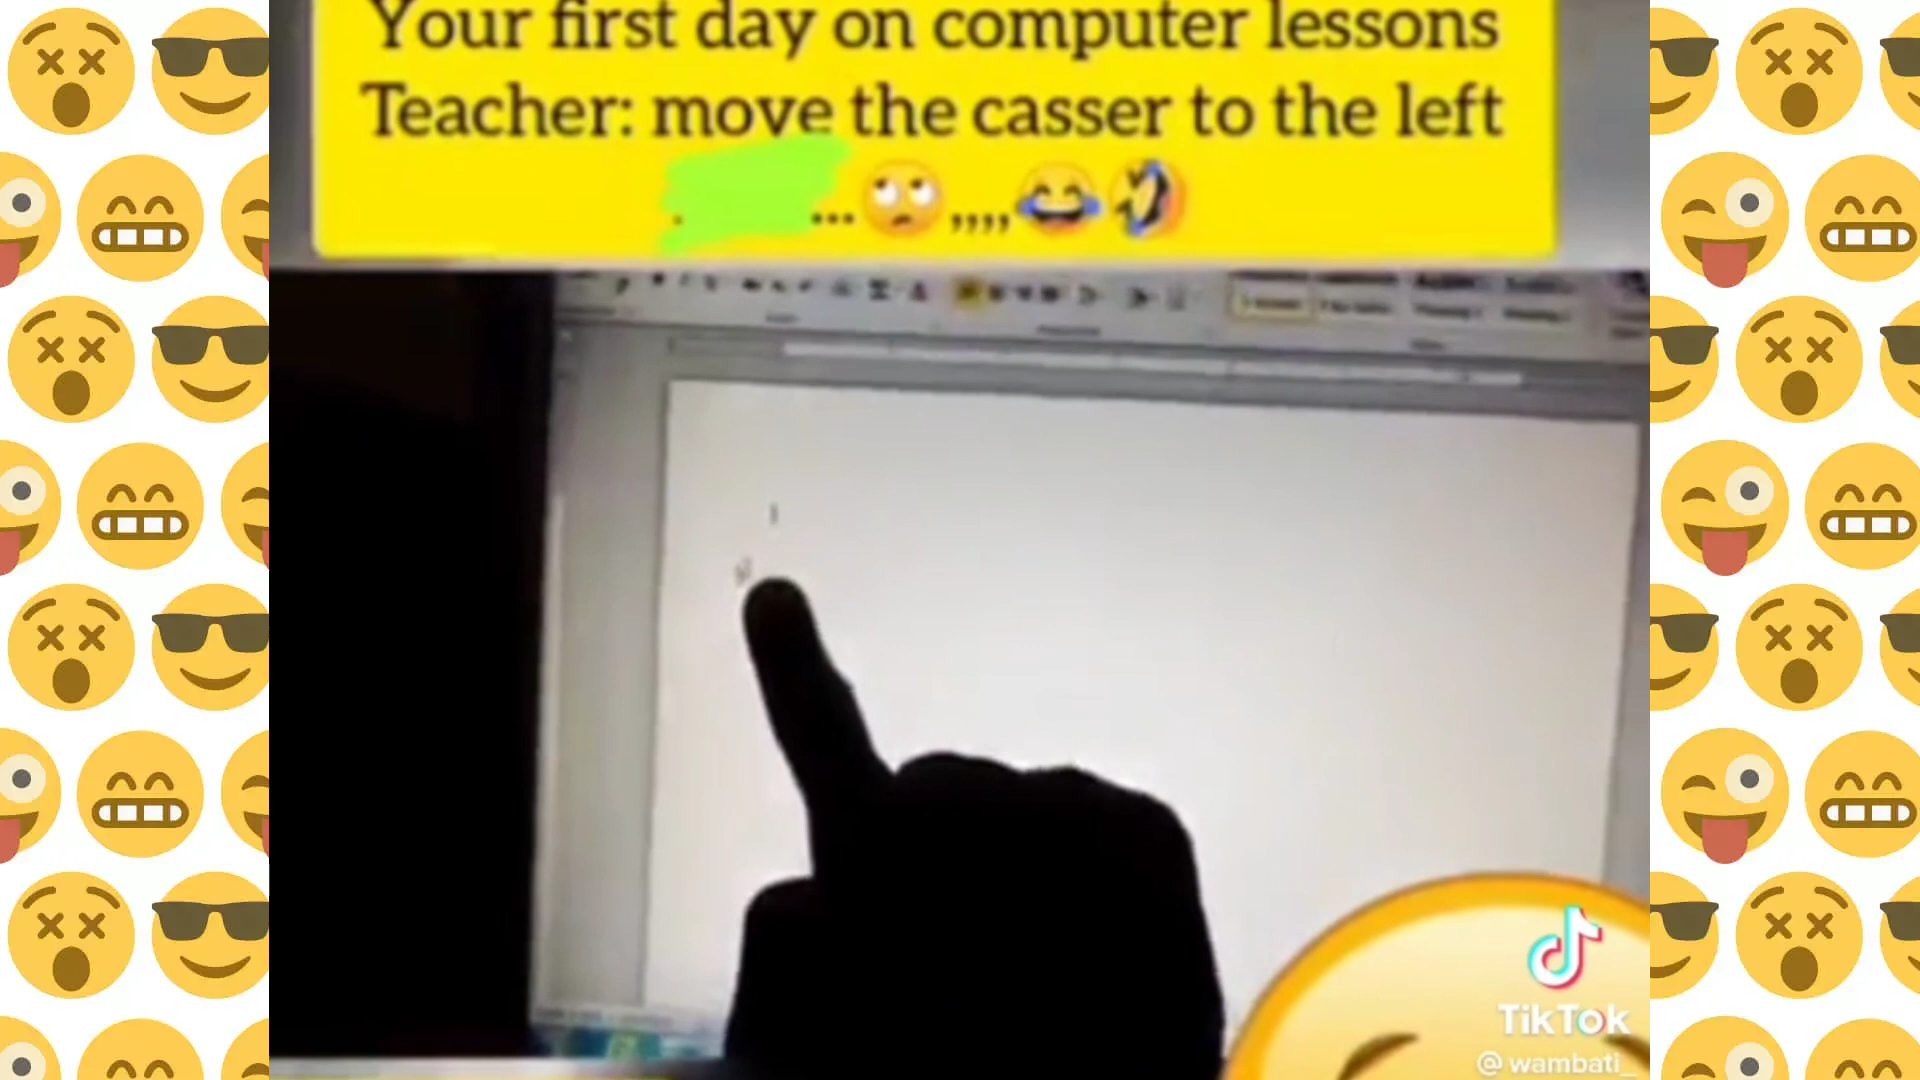 Your first day on computer lessons
Teacher: move the casser to the left
. ...🙄,,,,😂🤣
TikTok
@wambati_